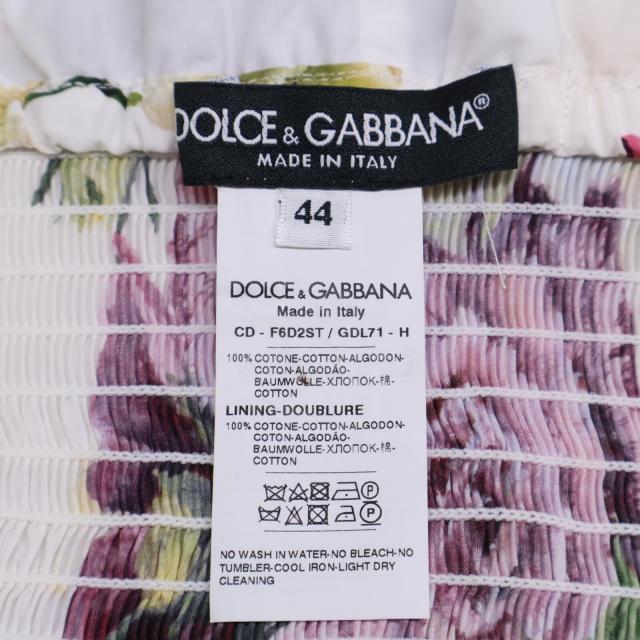 DOLCE & GABBANA®
MADE IN ITALY
44
DOLCE & GABBANA
Made in Italy
CD - F6D2ST / GDL71 - H
100% COTONE-COTTON-ALGODON-
COTON-ALGODÃO-
BAUMWOLLE-ХЛОПОК-棉-
COTTON
LINING-DOUBLURE
100% COTONE-COTTON-ALGODON-
COTON-ALGODÃO-
BAUMWOLLE-ХЛОПОК-棉-
COTTON
P
P
NO WASH IN WATER-NO BLEACH-NO
TUMBLER-COOL IRON-LIGHT DRY
CLEANING